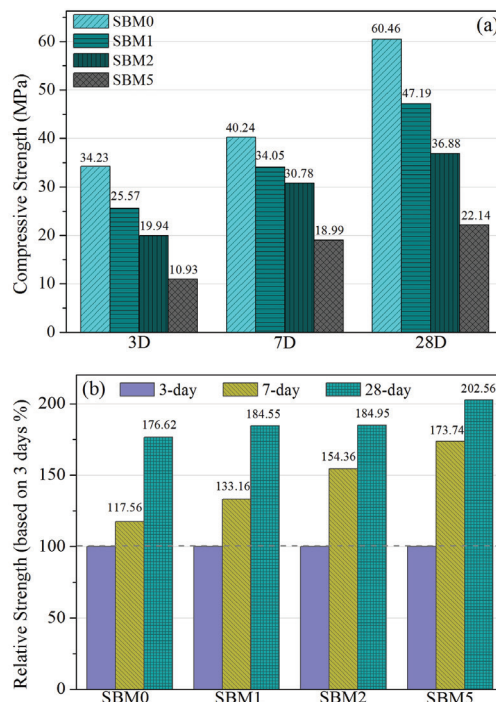 (a)
SBM0
SBM1
SBM2
SBM5
Compressive Strength (MPa)
60
50
40
30
20
10
0
34.23
25.57
19.94
10.93
40.24
34.05
30.78
18.99
60.46
47.19
36.88
22.14
3D 7D 28D
(b)
3-day 7-day 28-day
Relative Strength (based on 3 days %)
200
150
100
50
0
117.56
176.62
133.16
184.55
154.36
184.95
173.74
202.56
SBM0 SBM1 SBM2 SBM5